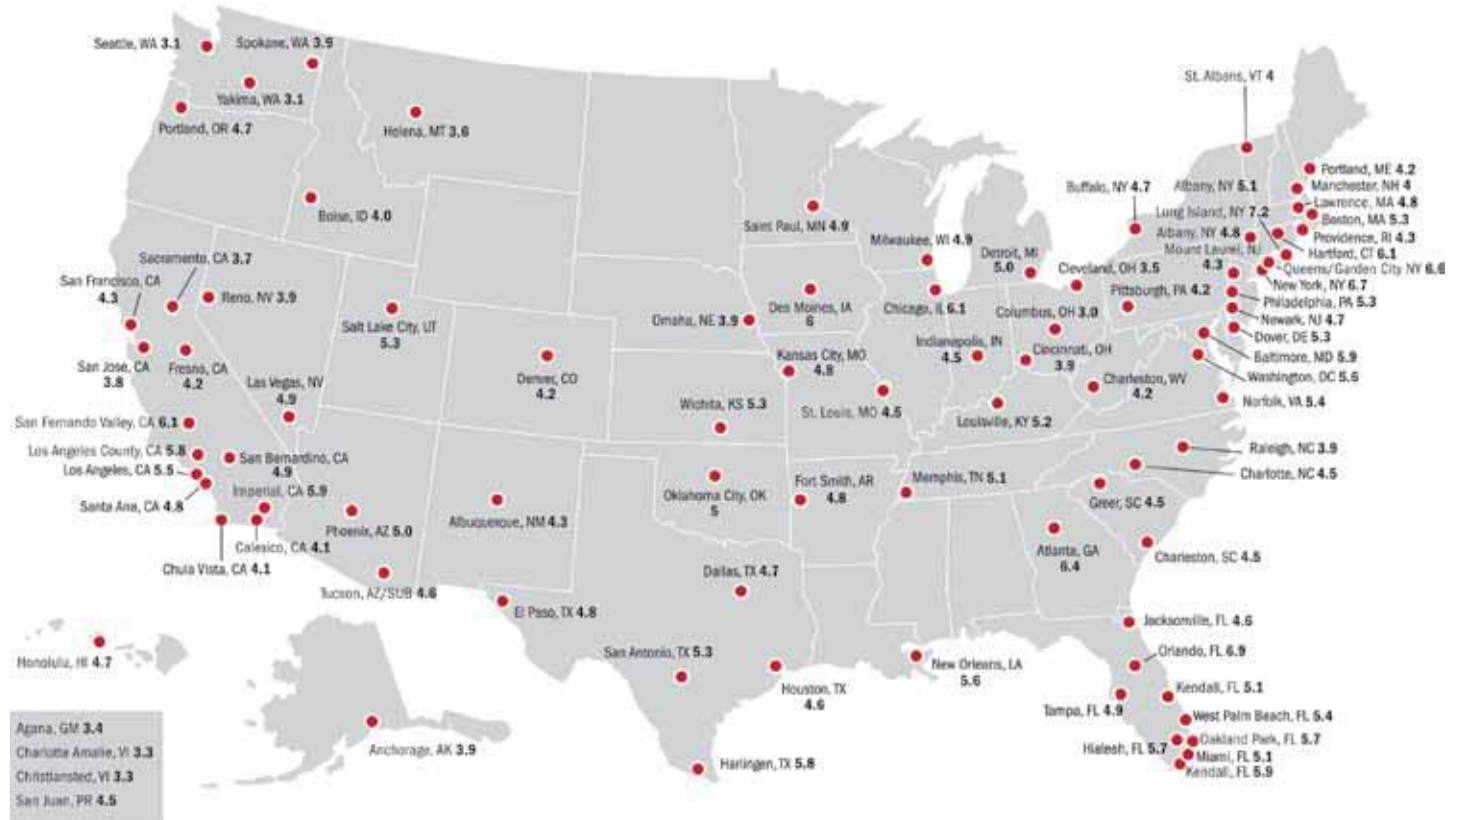 Seattle, WA 3.1
Spokane, WA 3.9
Yakima, WA 3.1
Portland, OR 4.7
Helena, MT 3.6
Boise, ID 4.0
St. Albans, VT 4
Portland, ME 4.2
Manchester, NH 4
Lawrence, MA 4.8
Boston, MA 5.3
Providence, RI 4.3
Hartford, CT 6.1
Queens/Garden City NY 6.6
New York, NY 6.7
Philadelphia, PA 5.3
Newark, NJ 4.7
Dover, DE 5.3
Baltimore, MD 5.9
Washington, DC 5.6
Norfolk, VA 5.4
Raleigh, NC 3.9
Charlotte, NC 4.5
Buffalo, NY 4.7
Albany, NY 5.1
Long Island, NY 7.2
Albany, NY 4.8
Mount Laurel, NJ
4.3
Saint Paul, MN 4.9
Milwaukee, WI 4.9
Detroit, MI
5.0
Cleveland, OH 3.5
Pittsburgh, PA 4.2
Sacramento, CA 3.7
San Francisco, CA
4.3
Reno, NV 3.9
Salt Lake City, UT
5.3
Omaha, NE 3.9
Des Moines, IA
6
Chicago, IL 6.1
Columbus, OH 3.0
Indianapolis, IN
4.5
Cincinnati, OH
3.9
San Jose, CA
3.8
Fresno, CA
4.2
Las Vegas, NV
4.9
Denver, CO
4.2
Kansas City, MO
4.8
Wichita, KS 5.3
St. Louis, MO 4.5
Louisville, KY 5.2
Charleston, WV
4.2
San Fernando Valley, CA 6.1
Los Angeles County, CA 5.8
Los Angeles, CA 5.5
San Bernardino, CA
4.9
Imperial, CA 5.9
Santa Ana, CA 4.8
Calexico, CA 4.1
Chula Vista, CA 4.1
Phoenix, AZ 5.0
Tucson, AZ/SUB 4.6
Albuquerque, NM 4.3
Oklahoma City, OK
5
Fort Smith, AR
4.8
Memphis, TN 5.1
Greer, SC 4.5
Atlanta, GA
6.4
Charleston, SC 4.5
Dallas, TX 4.7
El Paso, TX 4.8
San Antonio, TX 5.3
Houston, TX
4.6
New Orleans, LA
5.6
Harlingen, TX 5.8
Jacksonville, FL 4.6
Orlando, FL 6.9
Kendall, FL 5.1
Tampa, FL 4.9
West Palm Beach, FL 5.4
Oakland Park, FL 5.7
Hialeah, FL 5.7
Miami, FL 5.1
Kendall, FL 5.9
Honolulu, HI 4.7
Anchorage, AK 3.9
Agana, GM 3.4
Charlotte Amalie, VI 3.3
Christiansted, VI 3.3
San Juan, PR 4.5